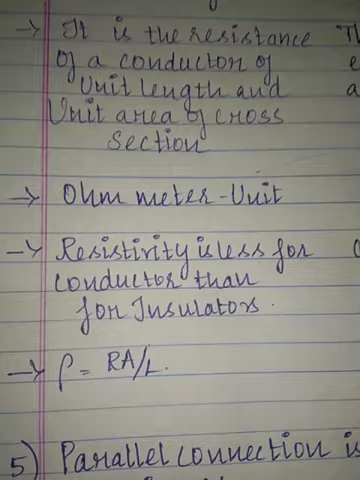 → It is the resistance
of a conductor of
Unit length and
Unit area of cross
section
→ Ohm meter - Unit
→ Resistivity is less for
conductor than
for Insulators.
→ ρ = RA/L.
5) Parallel connection is